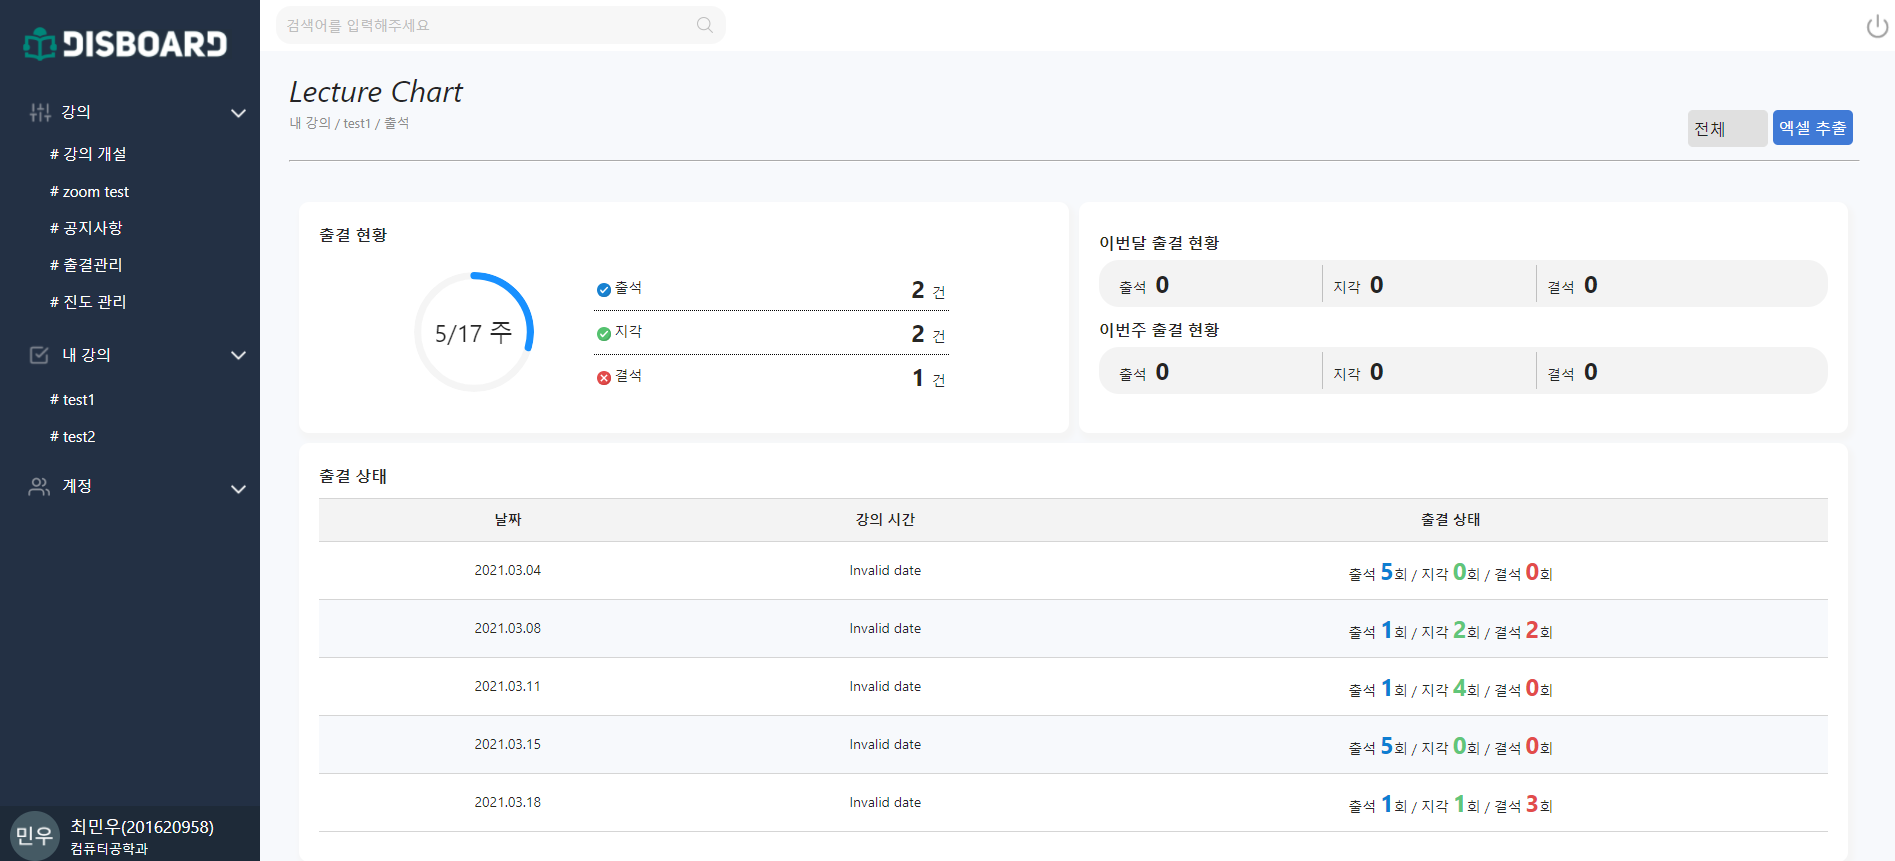 DISBOARD
강의
# 강의 개설
# zoom test
# 공지사항
# 출결관리
# 진도 관리
내 강의
# test1
# test2
계정
민우
최민우(201620958)
컴퓨터공학과
검색어를 입력해주세요
Lecture Chart
내 강의 / test1 / 출석
전체
엑셀 추출
출결 현황
5/17 주
출석 2 건
지각 2 건
결석 1 건
이번달 출결 현황
출석 0 지각 0 결석 0
이번주 출결 현황
출석 0 지각 0 결석 0
출결 상태
날짜 강의 시간 출결 상태
2021.03.04 Invalid date 출석 5회 / 지각 0회 / 결석 0회
2021.03.08 Invalid date 출석 1회 / 지각 2회 / 결석 2회
2021.03.11 Invalid date 출석 1회 / 지각 4회 / 결석 0회
2021.03.15 Invalid date 출석 5회 / 지각 0회 / 결석 0회
2021.03.18 Invalid date 출석 1회 / 지각 1회 / 결석 3회